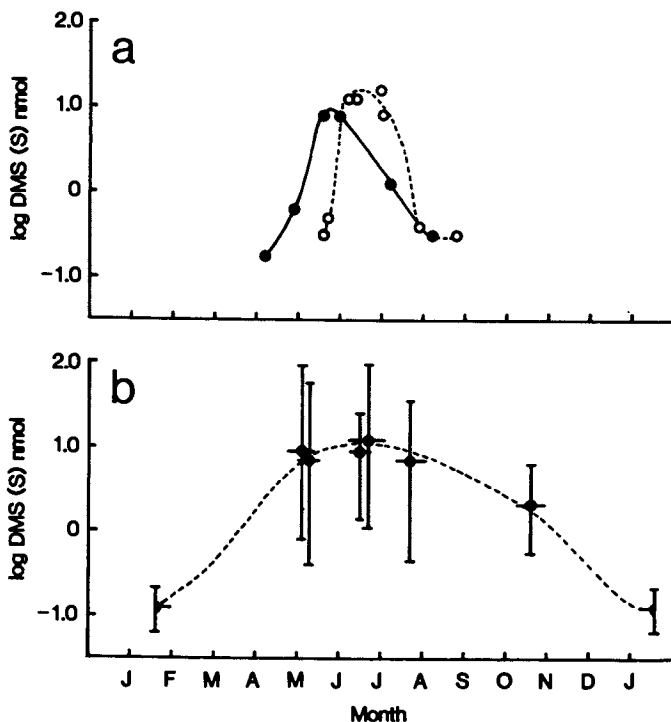 a
log DMS (S) nmol
2.0
1.0
0
−1.0
J F M A M J J A S O N D J
b
log DMS (S) nmol
2.0
1.0
0
−1.0
J F M A M J J A S O N D J
Month